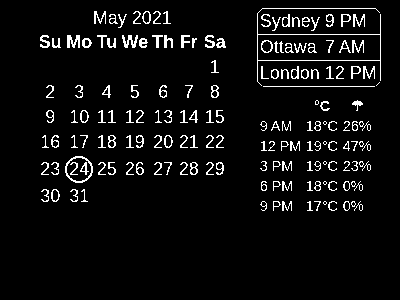 May 2021
Su Mo Tu We Th Fr Sa
1
2 3 4 5 6 7 8
9 10 11 12 13 14 15
16 17 18 19 20 21 22
23 24 25 26 27 28 29
30 31
Sydney 9 PM
Ottawa 7 AM
London 12 PM
°C ☂
9 AM 18°C 26%
12 PM 19°C 47%
3 PM 19°C 23%
6 PM 18°C 0%
9 PM 17°C 0%